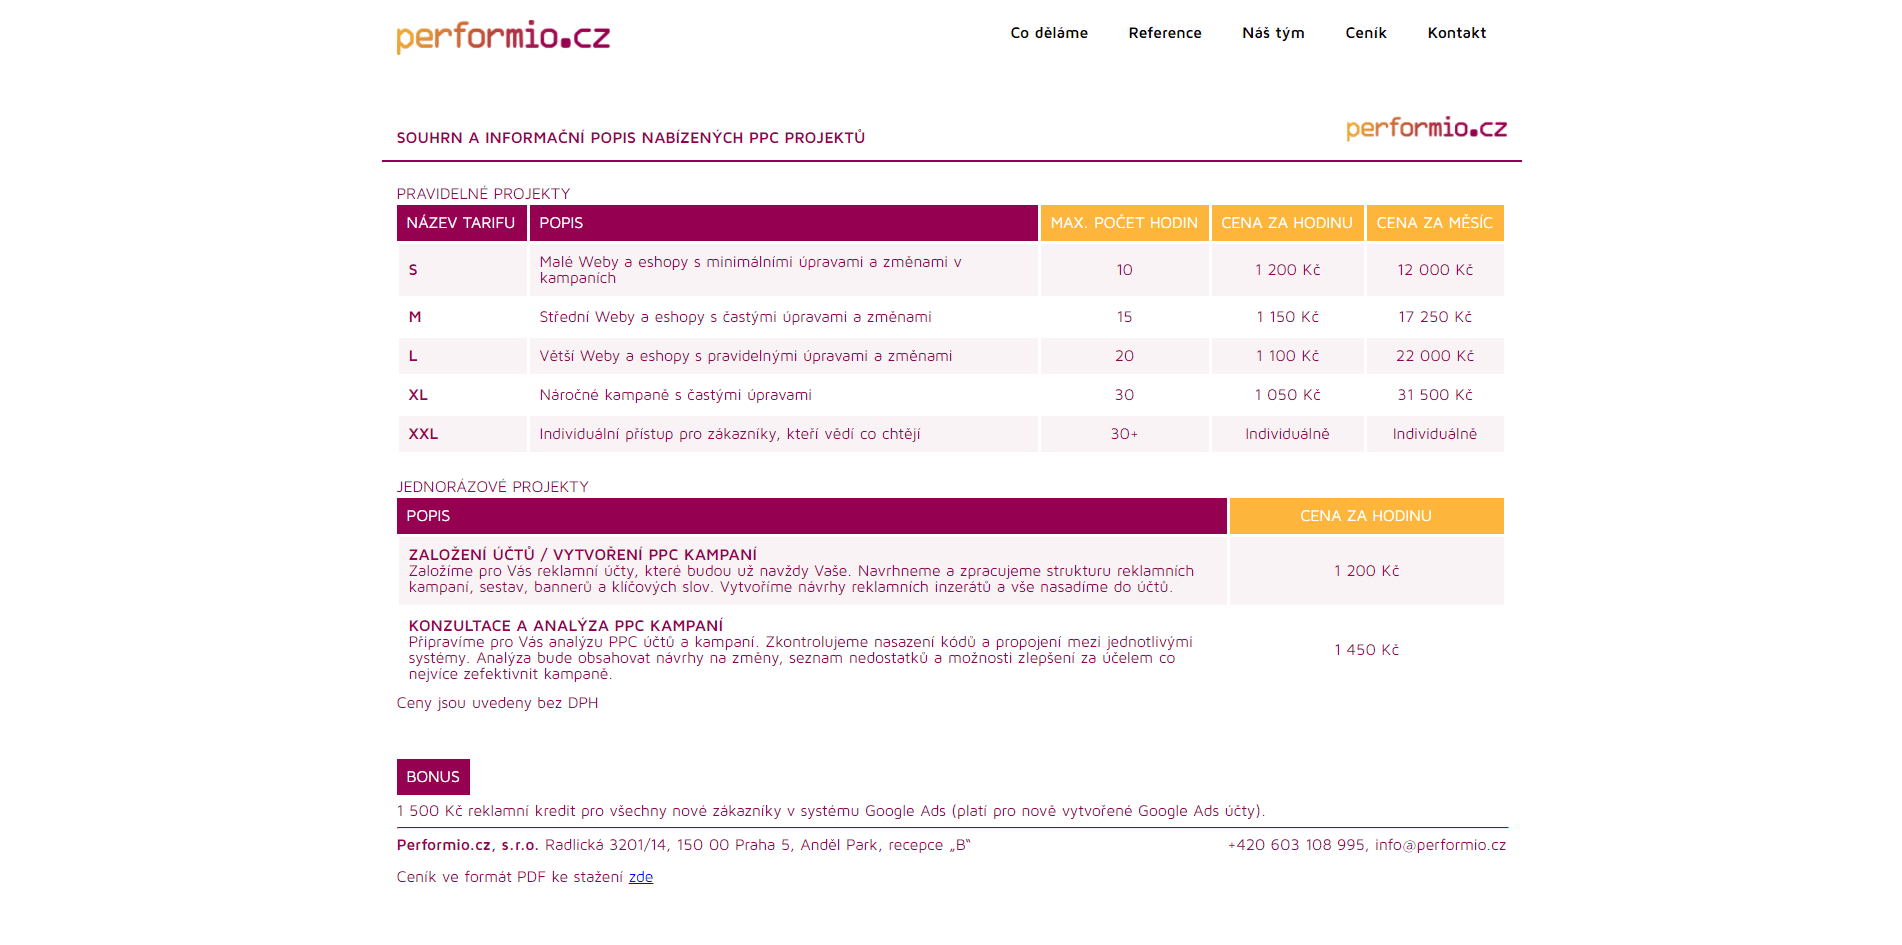 performio.cz
Co děláme Reference Náš tým Ceník Kontakt
SOUHRN A INFORMAČNÍ POPIS NABÍZENÝCH PPC PROJEKTŮ
performio.cz
PRAVIDELNÉ PROJEKTY
NÁZEV TARIFU POPIS MAX. POČET HODIN CENA ZA HODINU CENA ZA MĚSÍC
S Malé Weby a eshopy s minimálními úpravami a změnami v
kampaních 10 1 200 Kč 12 000 Kč
M Střední Weby a eshopy s častými úpravami a změnami 15 1 150 Kč 17 250 Kč
L Větší Weby a eshopy s pravidelnými úpravami a změnami 20 1 100 Kč 22 000 Kč
XL Náročné kampaně s častými úpravami 30 1 050 Kč 31 500 Kč
XXL Individuální přístup pro zákazníky, kteří vědí co chtějí 30+ Individuálně Individuálně
JEDNORÁZOVÉ PROJEKTY
POPIS CENA ZA HODINU
ZALOŽENÍ ÚČTŮ / VYTVOŘENÍ PPC KAMPANÍ
Založíme pro Vás reklamní účty, které budou už navždy Vaše. Navrhneme a zpracujeme strukturu reklamních 1 200 Kč
kampaní, sestav, bannerů a klíčových slov. Vytvoříme návrhy reklamních inzerátů a vše nasadíme do účtů.
KONZULTACE A ANALÝZA PPC KAMPANÍ
Připravíme pro Vás analýzu PPC účtů a kampaní. Zkontrolujeme nasazení kódů a propojení mezi jednotlivými
systémy. Analýza bude obsahovat návrhy na změny, seznam nedostatků a možnosti zlepšení za účelem co 1 450 Kč
nejvíce zefektivnit kampaně.
Ceny jsou uvedeny bez DPH
BONUS
1 500 Kč reklamní kredit pro všechny nové zákazníky v systému Google Ads (platí pro nově vytvořené Google Ads účty).
Performio.cz, s.r.o. Radlická 3201/14, 150 00 Praha 5, Anděl Park, recepce „B“ +420 603 108 995, info@performio.cz
Ceník ve formát PDF ke stažení zde